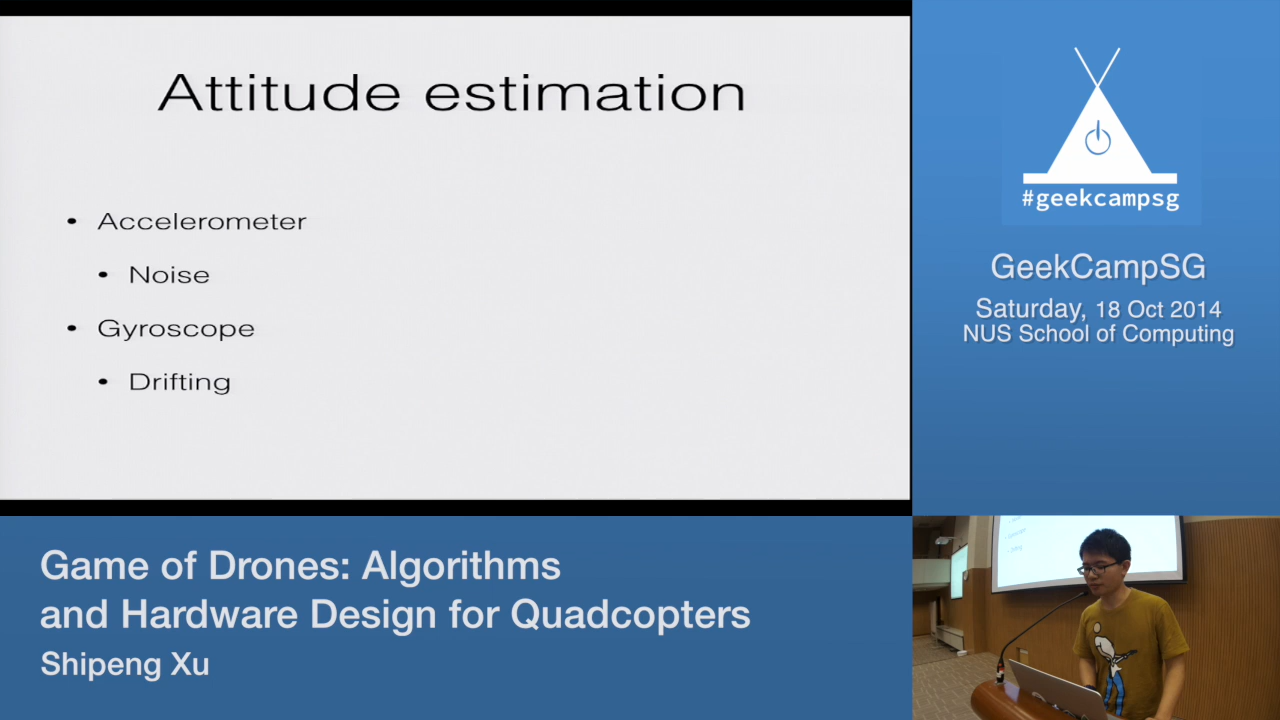 Attitude estimation
• Accelerometer
• Noise
• Gyroscope
• Drifting
#geekcampsg
GeekCampSG
Saturday, 18 Oct 2014
NUS School of Computing
Game of Drones: Algorithms
and Hardware Design for Quadcopters
Shipeng Xu